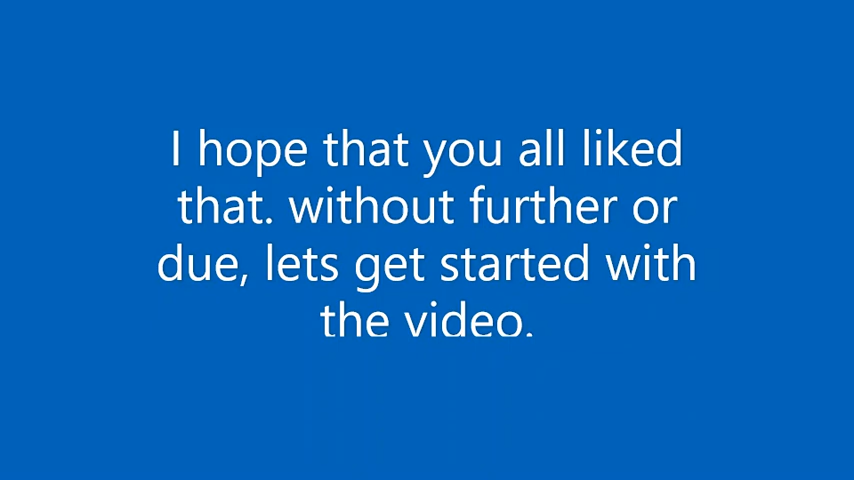 I hope that you all liked
that. without further or
due, lets get started with
the video.